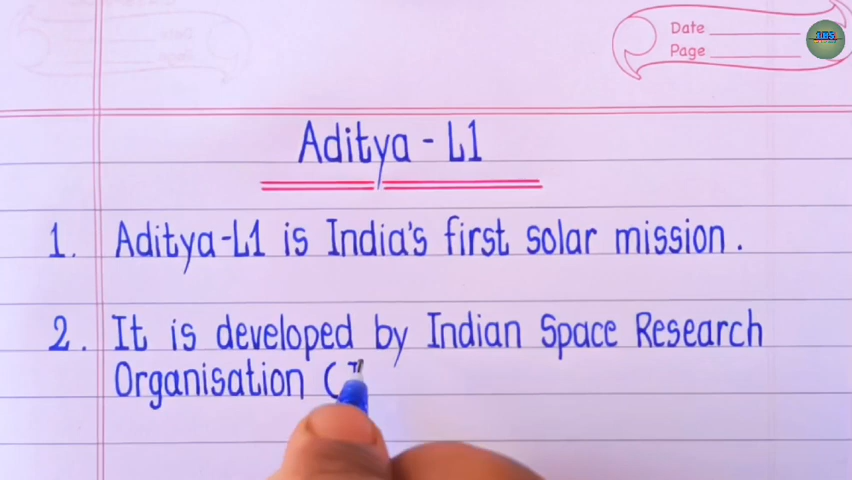 Date
Page
Aditya - L1
1. Aditya-L1 is India's first solar mission.
2. It is developed by Indian Space Research
Organisation (I